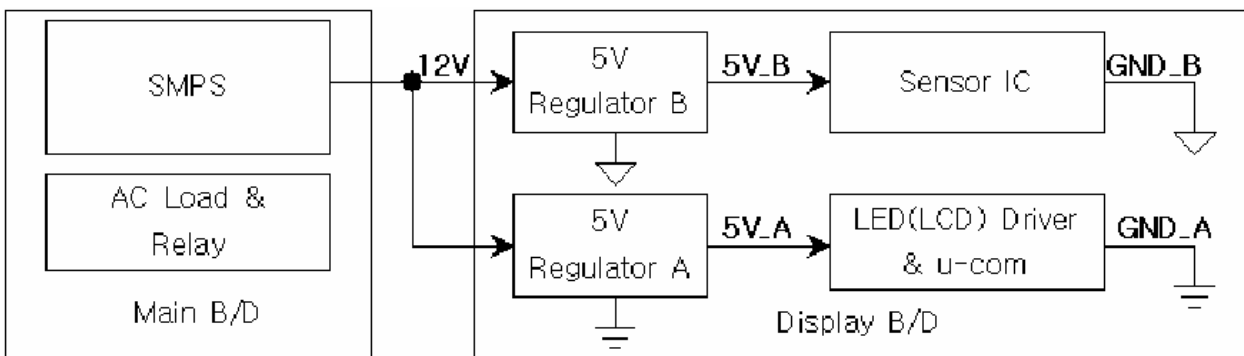 SMPS
AC Load &
Relay
Main B/D
12V
5V
Regulator B
5V_B
Sensor IC
GND_B
5V
Regulator A
5V_A
LED(LCD) Driver
& u-com
GND_A
Display B/D